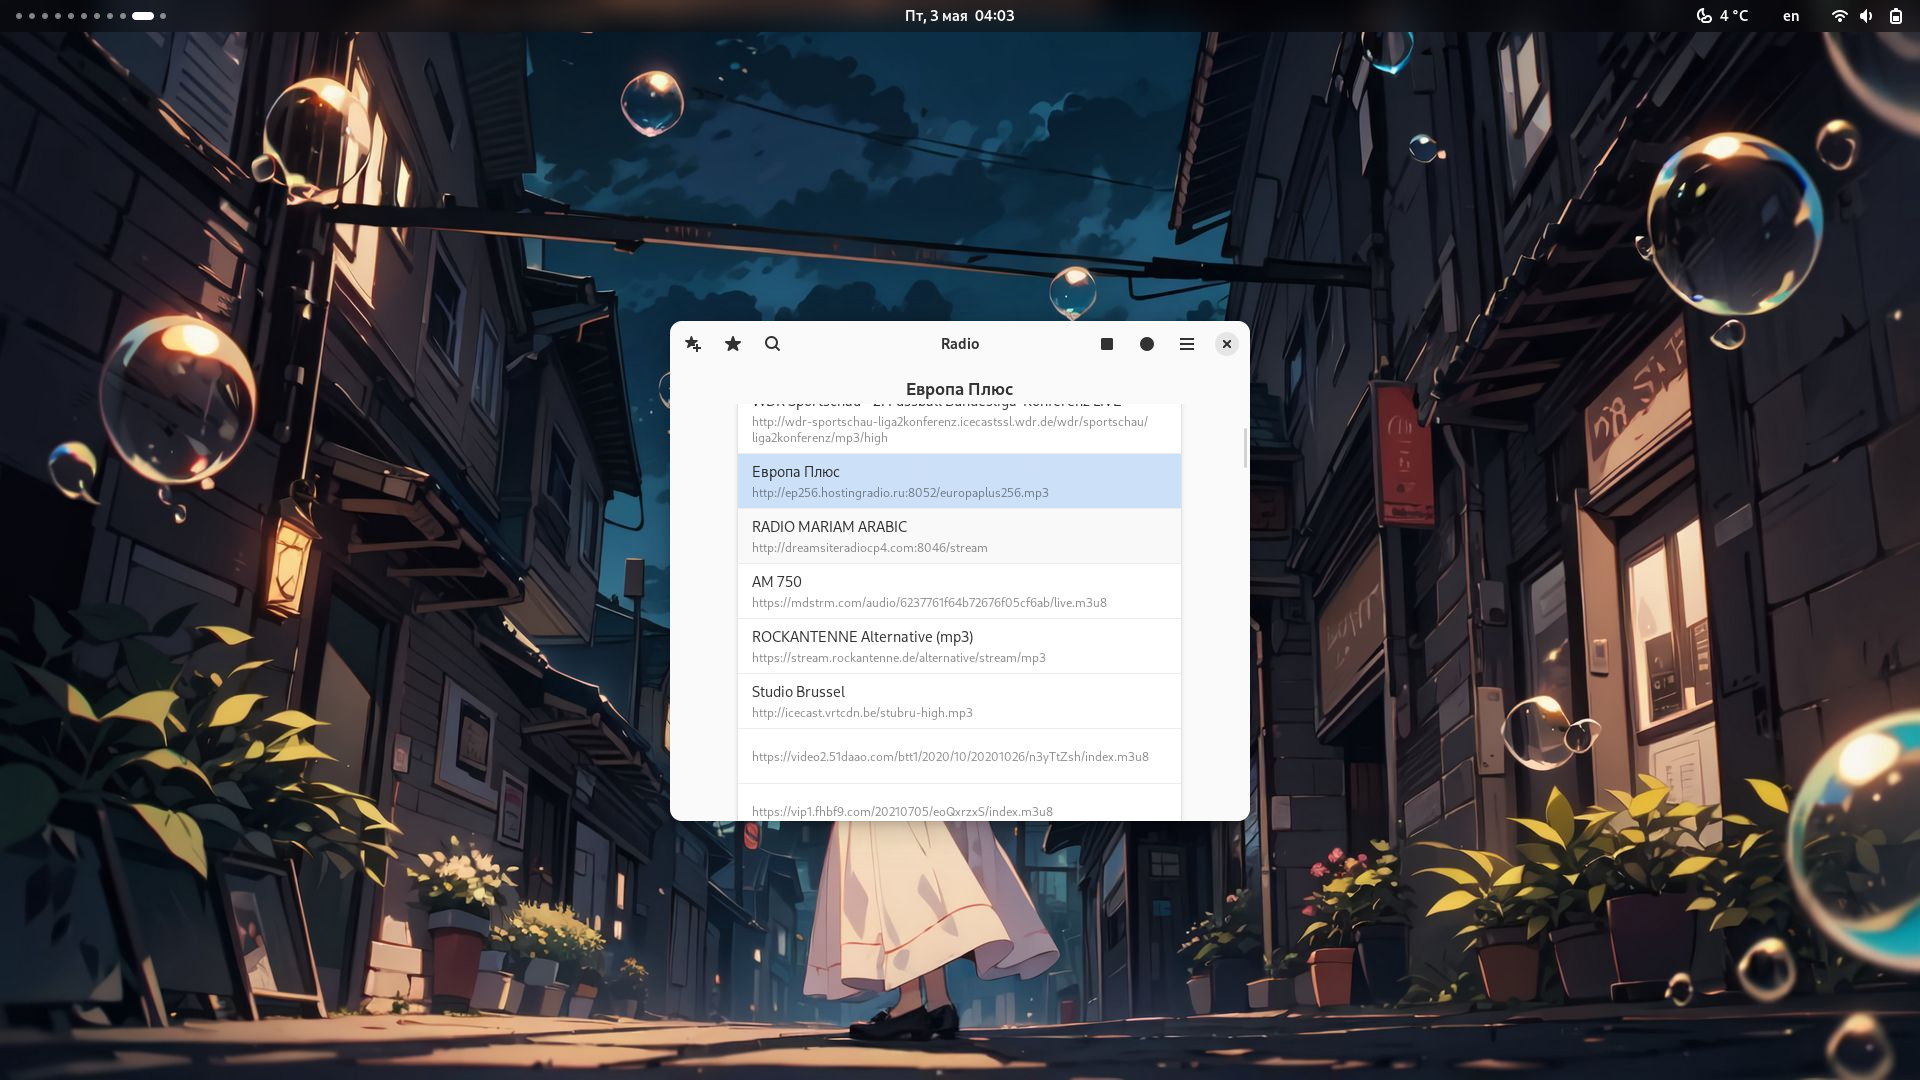 Пт, 3 мая 04:03
4 °C
en
Radio
Европа Плюс
http://wdr-sportschau-liga2konferenz.icecastssl.wdr.de/wdr/sportschau/
liga2konferenz/mp3/high
Европа Плюс
http://ep256.hostingradio.ru:8052/europaplus256.mp3
RADIO MARIAM ARABIC
http://dreamsiteradiocp4.com:8046/stream
AM 750
https://mdstrm.com/audio/6237761f64b72676f05cf6ab/live.m3u8
ROCKANTENNE Alternative (mp3)
https://stream.rockantenne.de/alternative/stream/mp3
Studio Brussel
http://icecast.vrtcdn.be/stubru-high.mp3
https://video2.51daao.com/btt1/2020/10/20201026/n3yTtZsh/index.m3u8
https://vip1.fhbf9.com/20210705/eoQxrzxS/index.m3u8